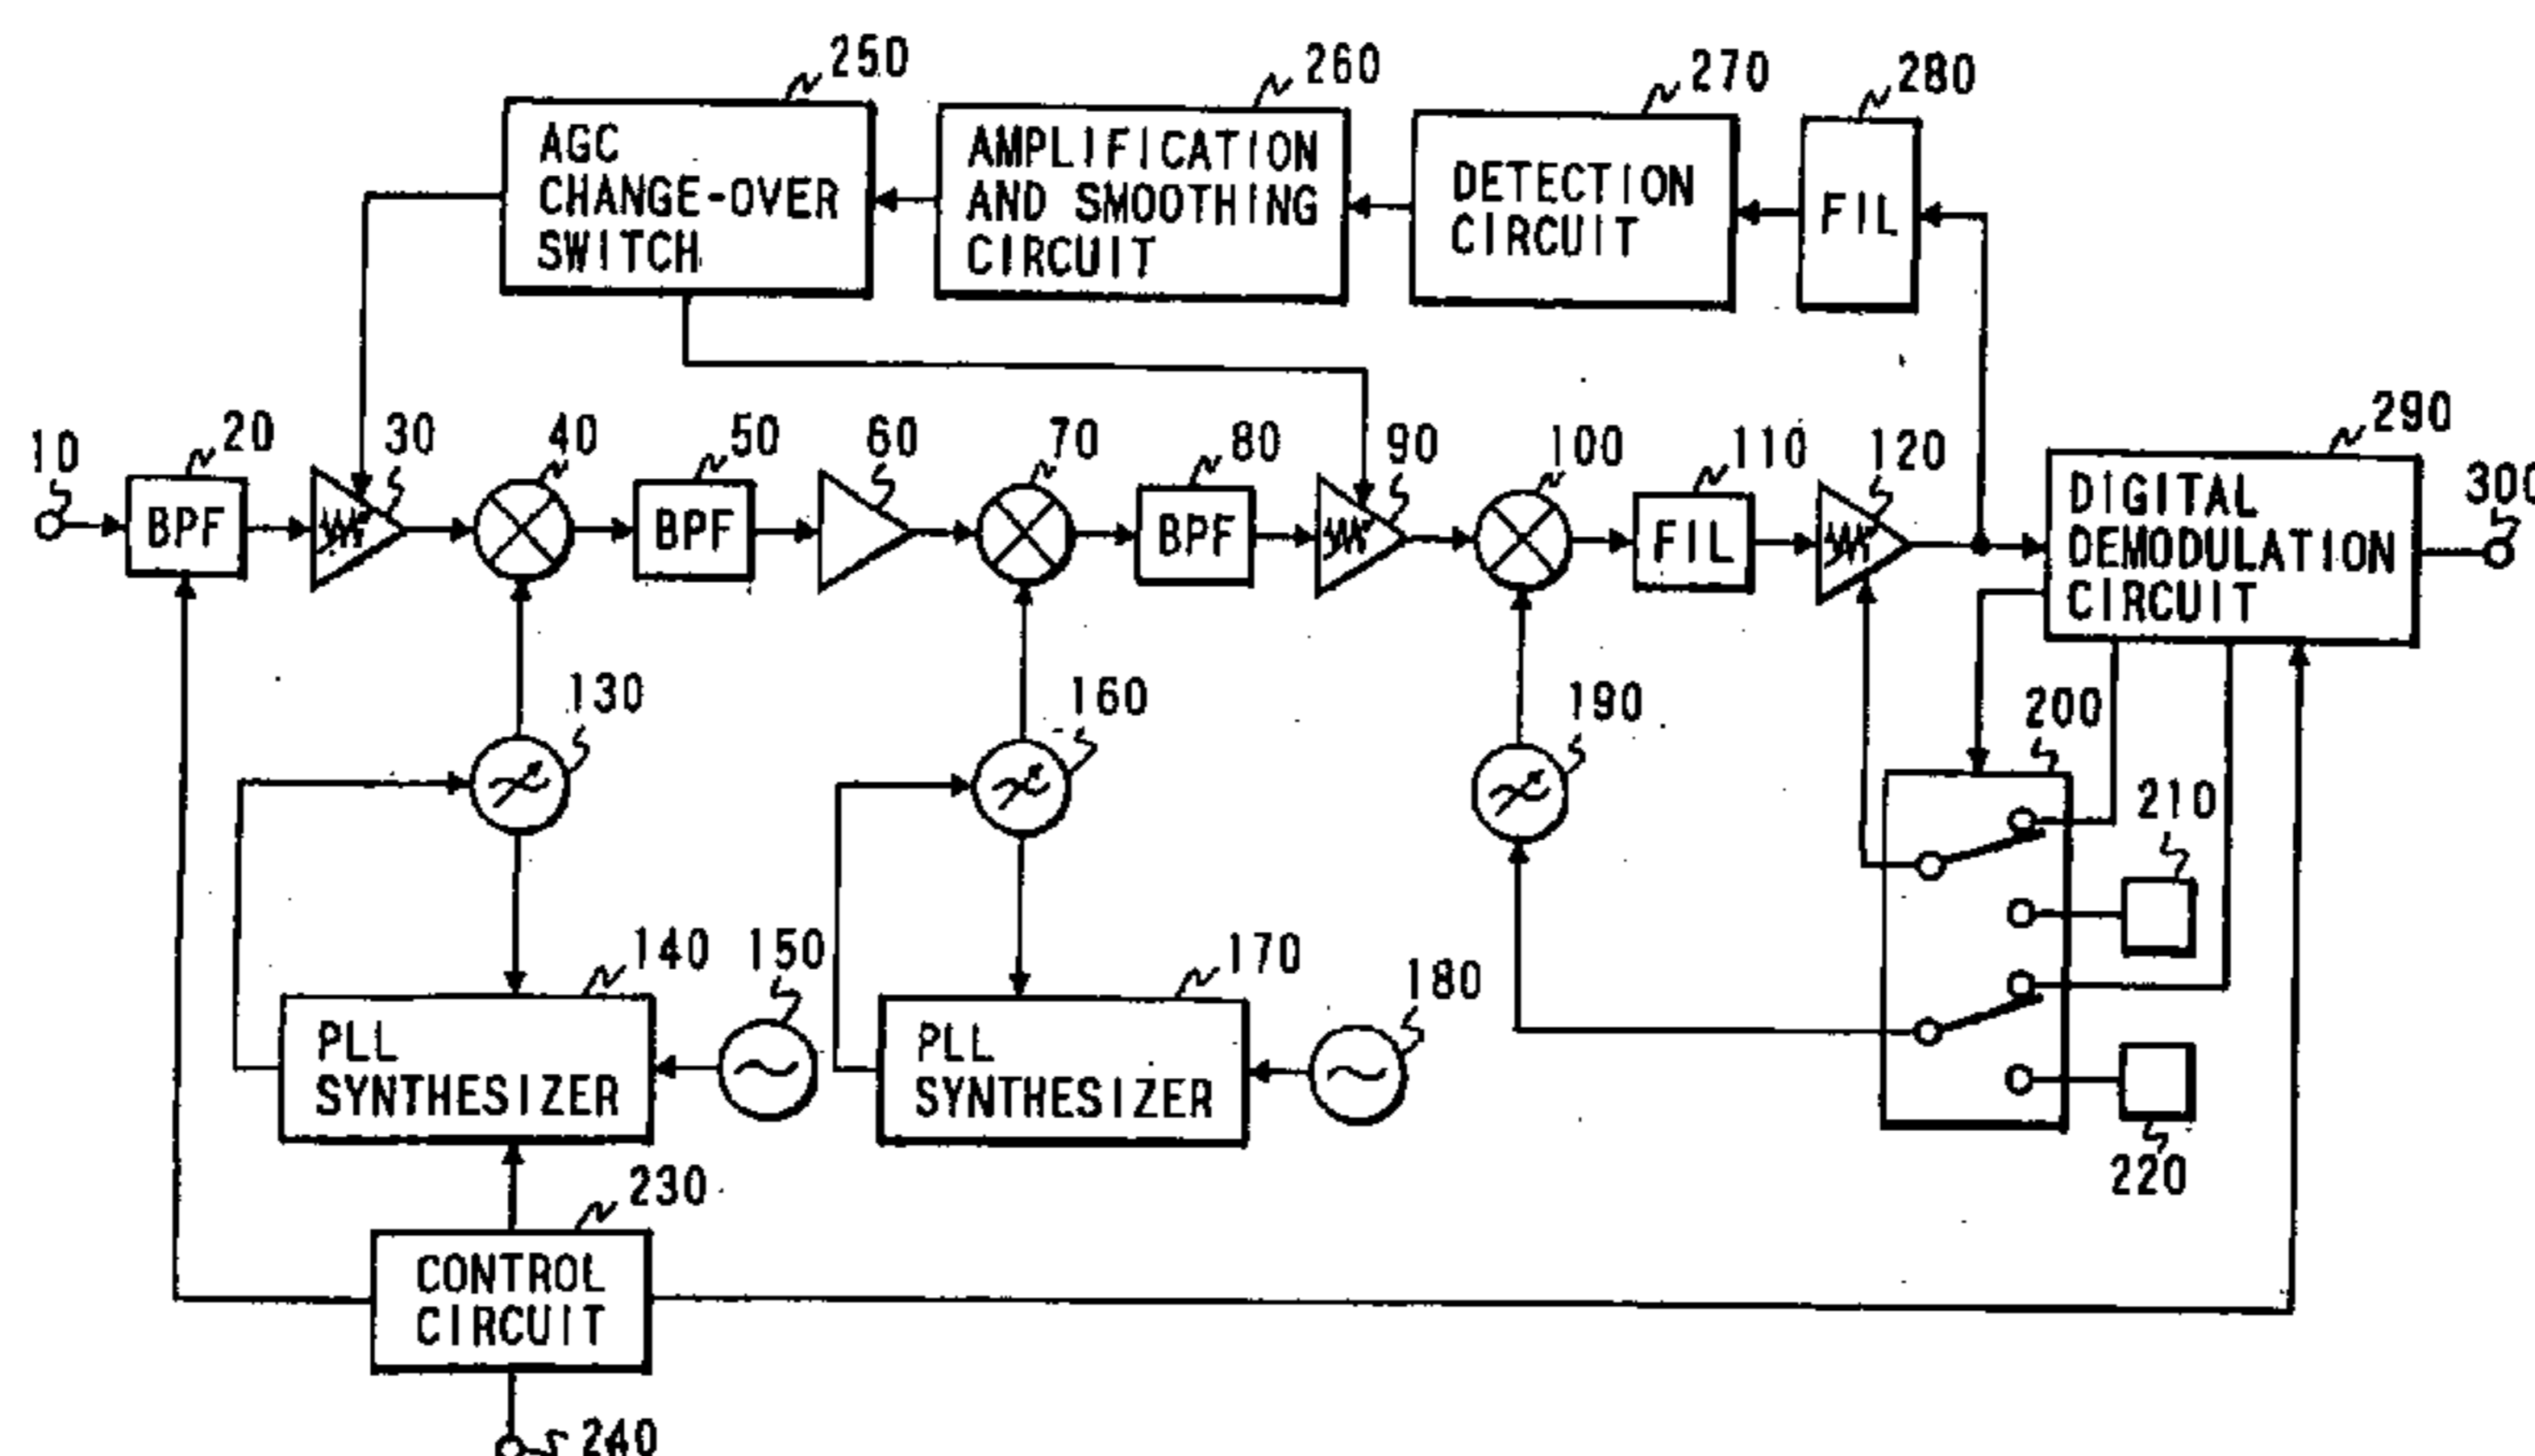 250
260
270
280
AGC
CHANGE-OVER
SWITCH
AMPLIFICATION
AND SMOOTHING
CIRCUIT
DETECTION
CIRCUIT
FIL
10
20
30
40
50
60
70
80
90
100
110
120
290
300
BPF
BPF
BPF
FIL
DIGITAL
DEMODULATION
CIRCUIT
130
160
190
200
210
140
150
170
180
PLL
SYNTHESIZER
PLL
SYNTHESIZER
220
230
CONTROL
CIRCUIT
240